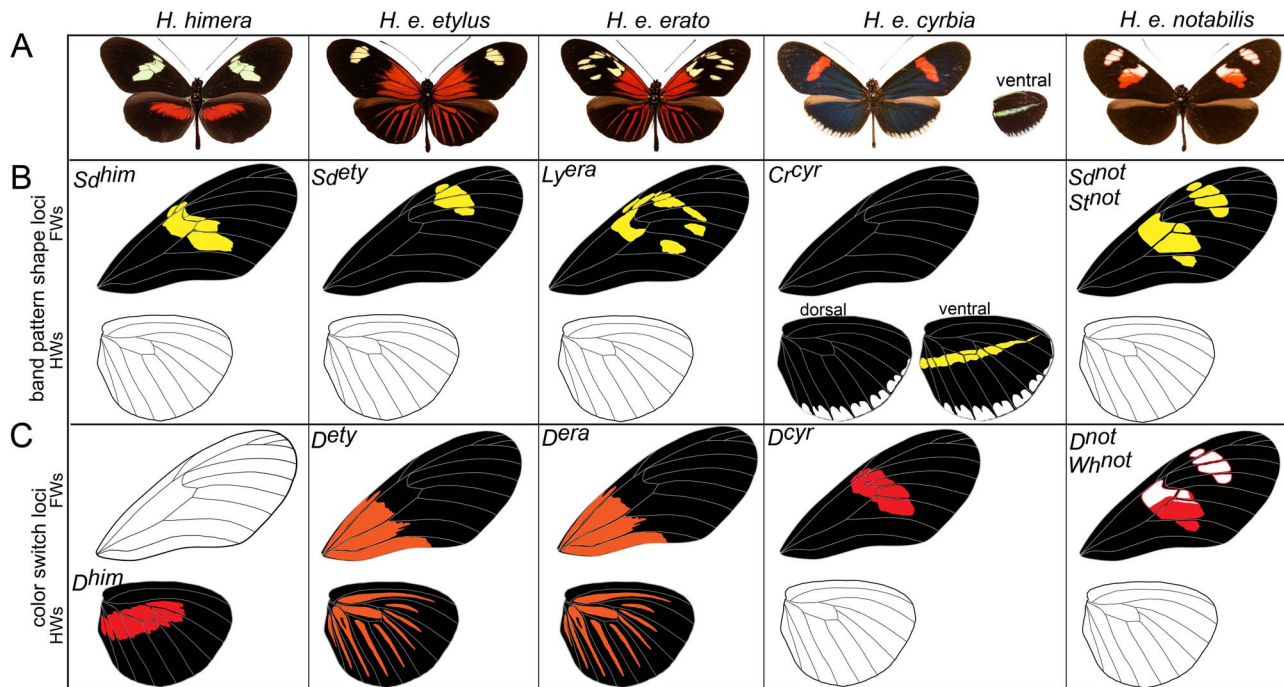 H. himera H. e. etylus H. e. erato H. e. cyrbia H. e. notabilis
A
ventral
B
band pattern shape loci
FWs
HWs
Sdhim
Sdety
Lyera
Crcyr
Sdnot
Stnot
dorsal ventral
C
color switch loci
FWs
HWs
Dety
Dera
Dcyr
Dnot
Whnot
Dhim